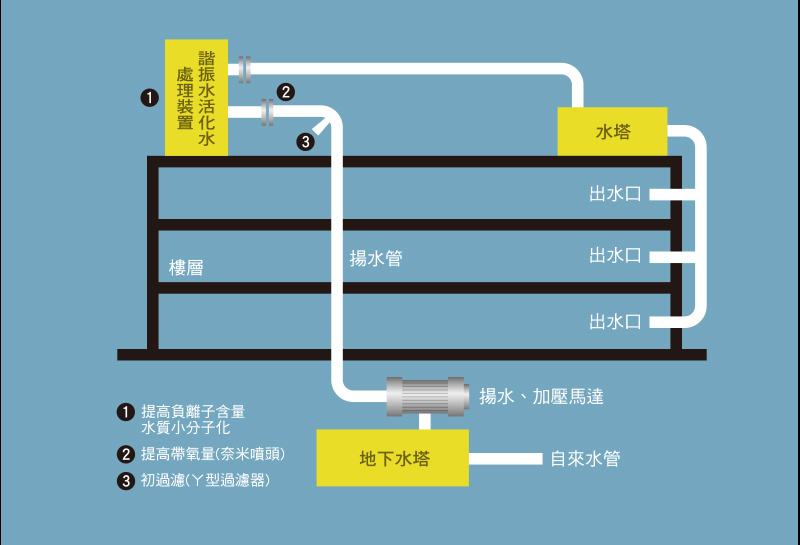 諧振水活化水
處理裝置
❶
❷
❸
水塔
出水口
樓層
揚水管
出水口
出水口
揚水、加壓馬達
地下水塔
自來水管
❶ 提高負離子含量
水質小分子化
❷ 提高帶氧量(奈米噴頭)
❸ 初過濾(丫型過濾器)